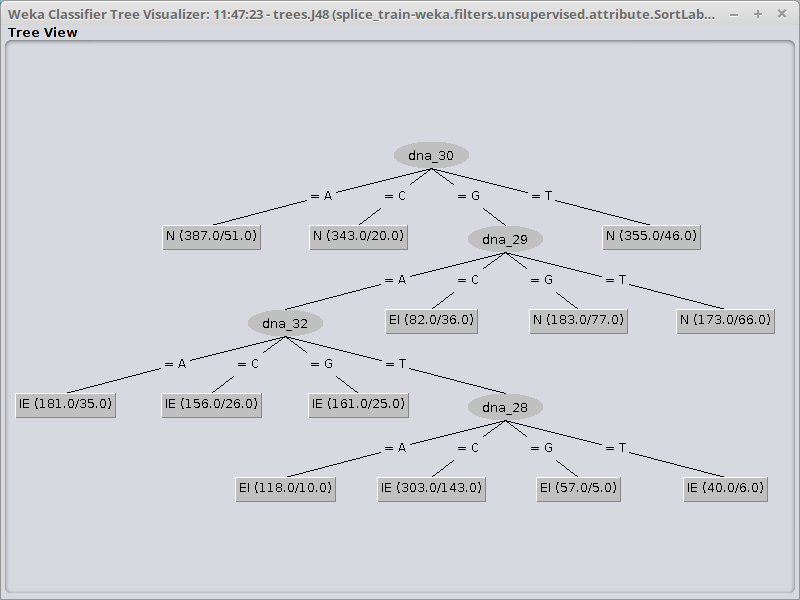 Weka Classifier Tree Visualizer: 11:47:23 - trees.J48 (splice_train-weka.filters.unsupervised.attribute.SortLab...
Tree View
dna_30
= A = C = G = T
N (387.0/51.0) N (343.0/20.0) dna_29 N (355.0/46.0)
= A = C = G = T
dna_32 EI (82.0/36.0) N (183.0/77.0) N (173.0/66.0)
= A = C = G = T
IE (181.0/35.0) IE (156.0/26.0) IE (161.0/25.0) dna_28
= A = C = G = T
EI (118.0/10.0) IE (303.0/143.0) EI (57.0/5.0) IE (40.0/6.0)